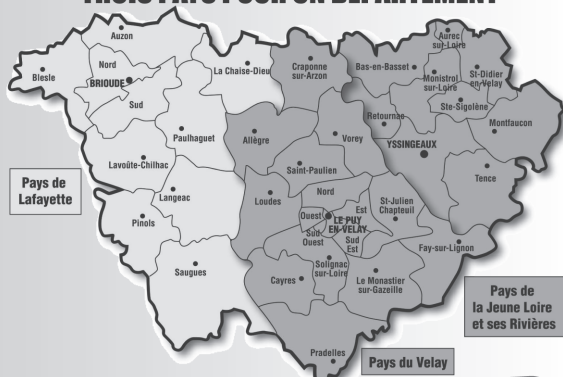 TROIS PAYS POUR UN DÉPARTEMENT
Auzon
Aurec
sur-Loire
Nord
Blesle
BRIOUDE
La Chaise-Dieu
Craponne
sur-Arzon
Bas-en-Basset
Monistrol
sur-Loire
St-Didier
en-Velay
Sud
Ste-Sigolène
Retournac
Montfaucon
Paulhaguet
Allègre
Vorey
YSSINGEAUX
Lavoûte-Chilhac
Saint-Paulien
Tence
Pays de
Lafayette
Langeac
Loudes
Nord
St-Julien
Chapteuil
Pinols
Ouest
Est
LE PUY
EN-VELAY
Sud
Ouest
Sud
Est
Fay-sur-Lignon
Solignac
sur-Loire
Saugues
Cayres
Le Monastier
sur-Gazeille
Pays de
la Jeune Loire
et ses Rivières
Pradelles
Pays du Velay